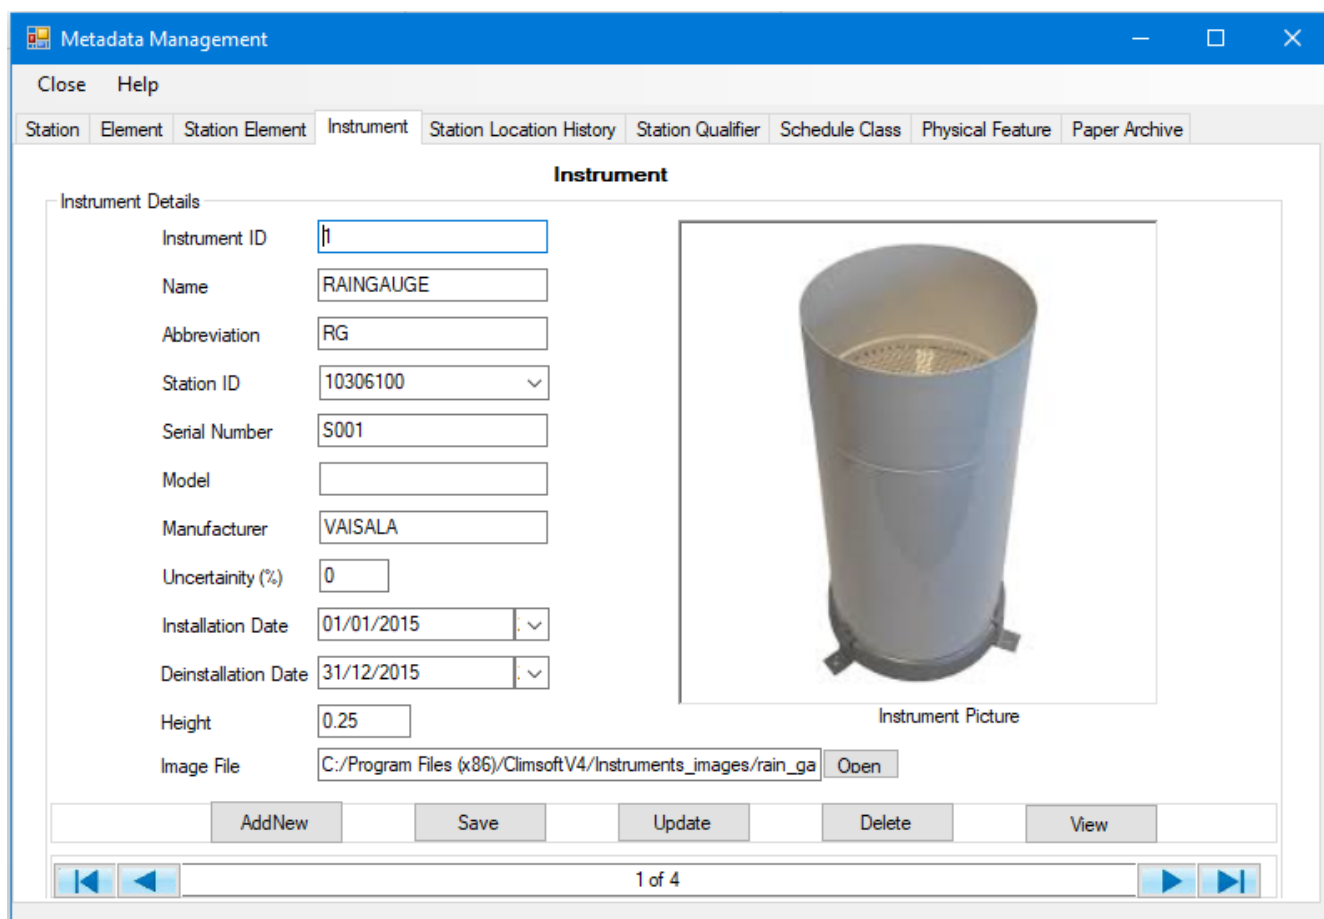 Metadata Management
Close Help
Station Element Station Element Instrument Station Location History Station Qualifier Schedule Class Physical Feature Paper Archive
Instrument
Instrument Details
Instrument ID 1
Name RAINGAUGE
Abbreviation RG
Station ID 10306100
Serial Number S001
Model
Manufacturer VAISALA
Uncertainity (%) 0
Installation Date 01/01/2015
Deinstallation Date 31/12/2015
Height 0.25
Instrument Picture
Image File C:/Program Files (x86)/ClimsoftV4/Instruments_images/rain_ga Open
AddNew Save Update Delete View
1 of 4